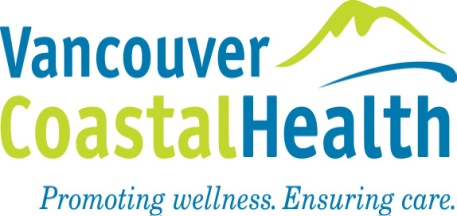 Vancouver
CoastalHealth
Promoting wellness. Ensuring care.